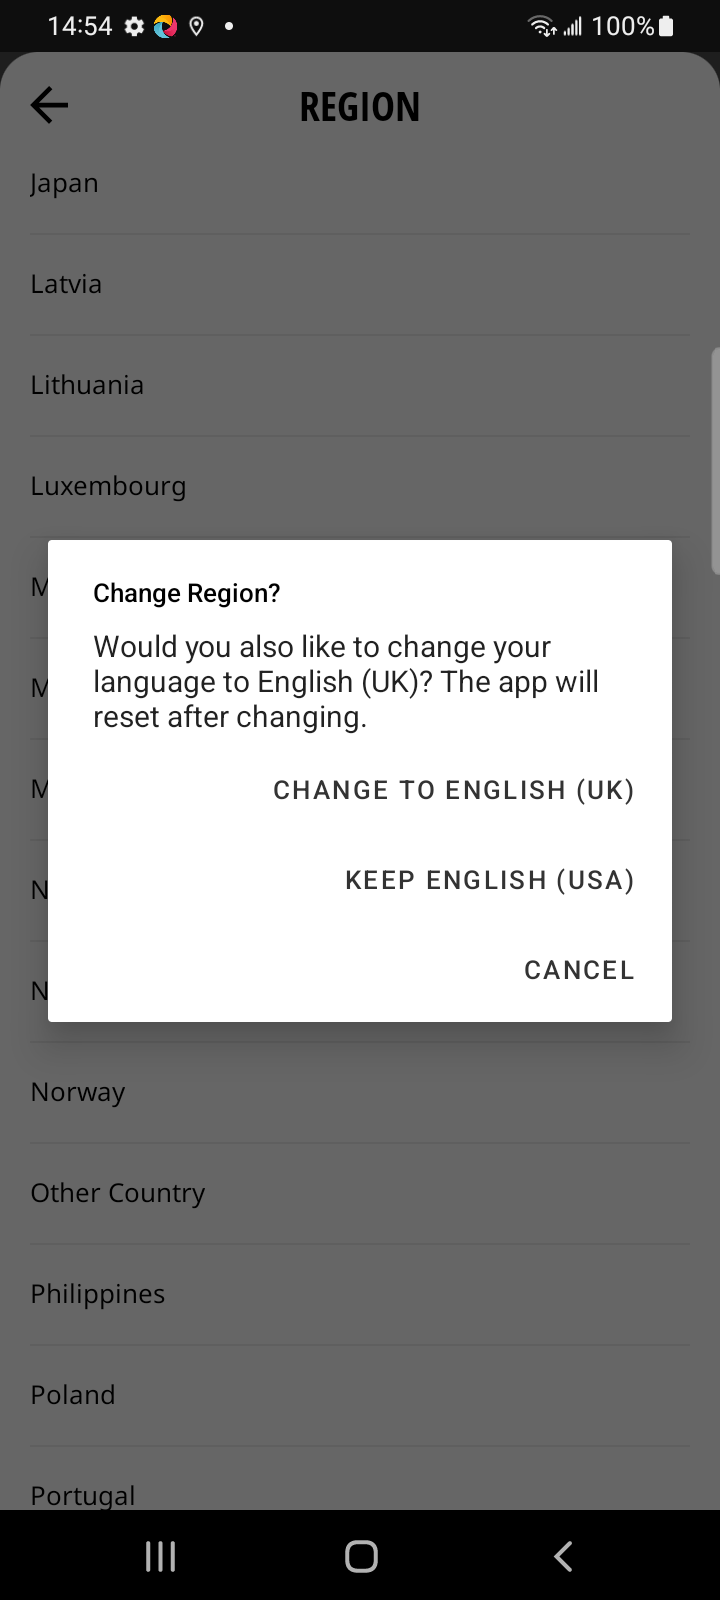 14:54
100%
REGION
Japan
Latvia
Lithuania
Luxembourg
Change Region?
Would you also like to change your
language to English (UK)? The app will
reset after changing.
CHANGE TO ENGLISH (UK)
KEEP ENGLISH (USA)
CANCEL
Norway
Other Country
Philippines
Poland
Portugal